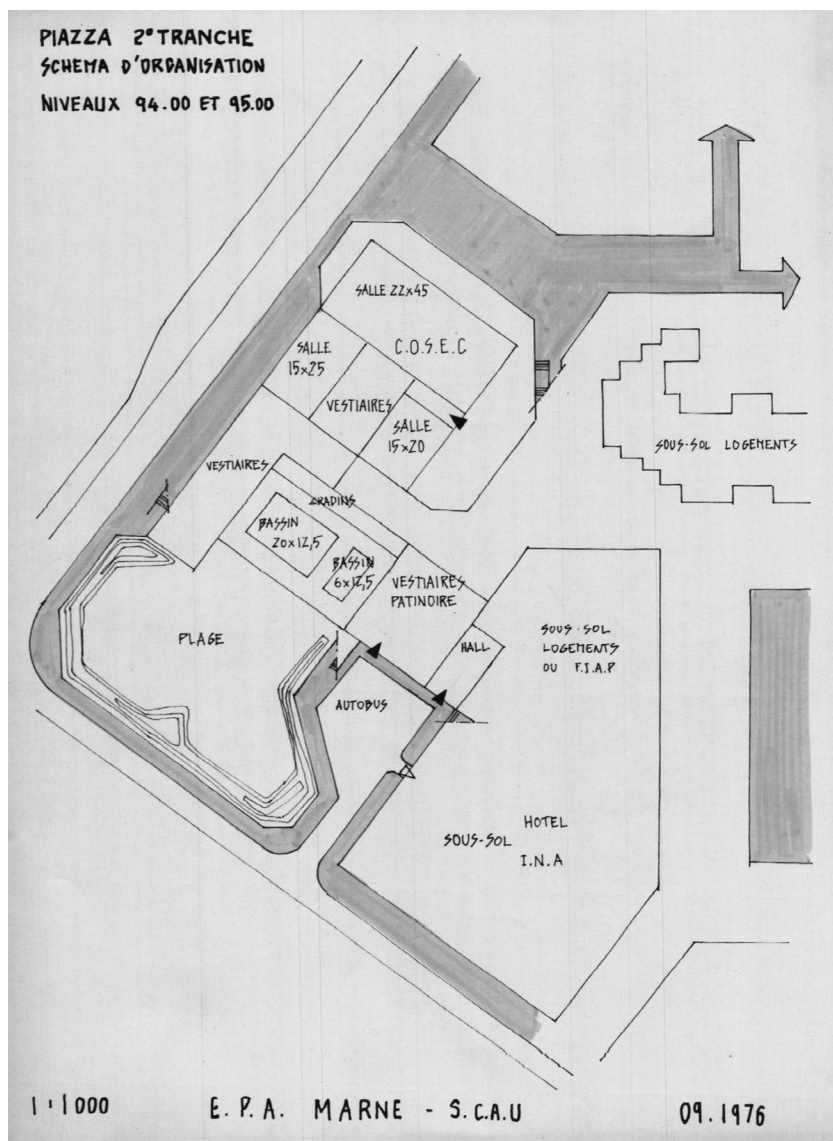 PIAZZA 2° TRANCHE
SCHEMA D'ORGANISATION
NIVEAUX 94.00 ET 95.00
SALLE 22x45
C.O.S.E.C
SALLE
15x25
VESTIAIRES
SALLE
15x20
SOUS-SOL LOGEMENTS
VESTIAIRES
GRADINS
BASSIN
20x12,5
BASSIN
6x12,5
VESTIAIRES
PATINOIRE
PLAGE
HALL
SOUS-SOL
LOGEMENTS
OU F.I.A.P
AUTOBUS
HOTEL
SOUS-SOL
I.N.A
1:1000
E.P.A. MARNE - S.C.A.U
09.1976